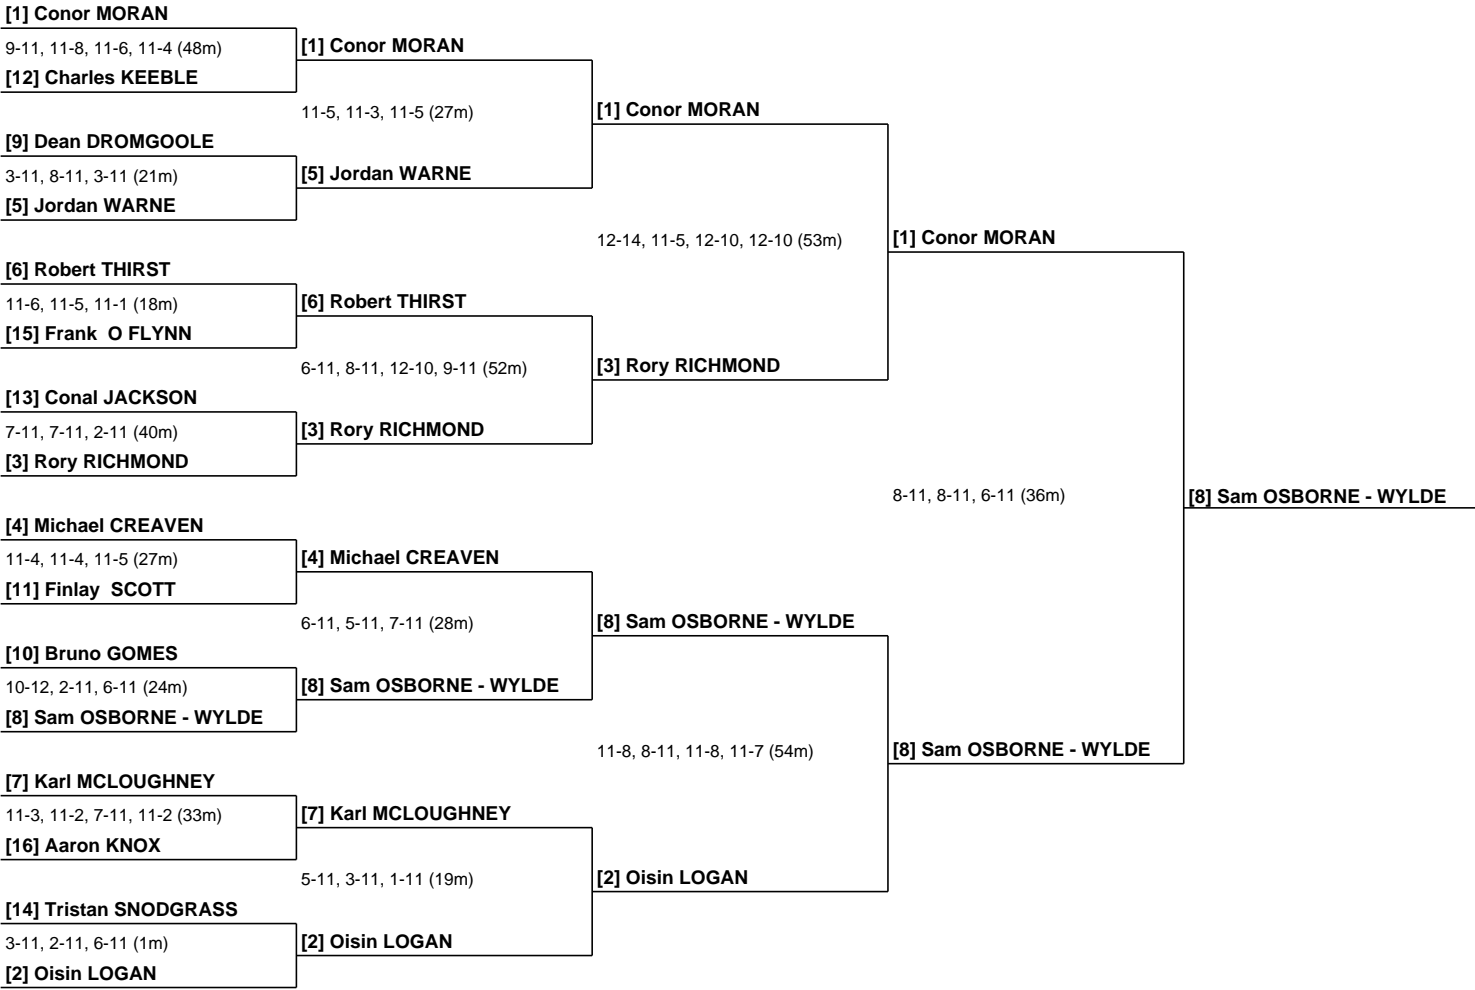 [1] Conor MORAN
9-11, 11-8, 11-6, 11-4 (48m)
[12] Charles KEEBLE
[9] Dean DROMGOOLE
3-11, 8-11, 3-11 (21m)
[5] Jordan WARNE
[6] Robert THIRST
11-6, 11-5, 11-1 (18m)
[15] Frank  O FLYNN
[13] Conal JACKSON
7-11, 7-11, 2-11 (40m)
[3] Rory RICHMOND
[4] Michael CREAVEN
11-4, 11-4, 11-5 (27m)
[11] Finlay  SCOTT
[10] Bruno GOMES
10-12, 2-11, 6-11 (24m)
[8] Sam OSBORNE - WYLDE
[7] Karl MCLOUGHNEY
11-3, 11-2, 7-11, 11-2 (33m)
[16] Aaron KNOX
[14] Tristan SNODGRASS
3-11, 2-11, 6-11 (1m)
[2] Oisin LOGAN
[1] Conor MORAN
11-5, 11-3, 11-5 (27m)
[5] Jordan WARNE
[6] Robert THIRST
6-11, 8-11, 12-10, 9-11 (52m)
[3] Rory RICHMOND
[4] Michael CREAVEN
6-11, 5-11, 7-11 (28m)
[8] Sam OSBORNE - WYLDE
[7] Karl MCLOUGHNEY
5-11, 3-11, 1-11 (19m)
[2] Oisin LOGAN
[1] Conor MORAN
12-14, 11-5, 12-10, 12-10 (53m)
[3] Rory RICHMOND
[8] Sam OSBORNE - WYLDE
11-8, 8-11, 11-8, 11-7 (54m)
[2] Oisin LOGAN
[1] Conor MORAN
8-11, 8-11, 6-11 (36m)
[8] Sam OSBORNE - WYLDE
[8] Sam OSBORNE - WYLDE